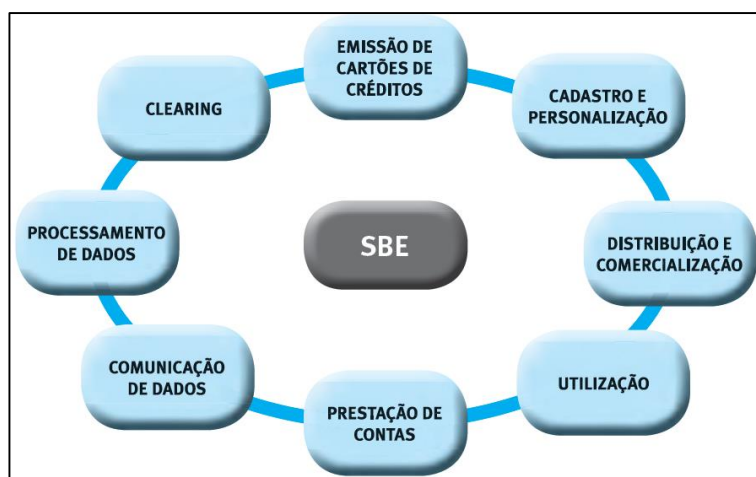 EMISSÃO DE
CARTÕES DE
CRÉDITOS
CADASTRO E
PERSONALIZAÇÃO
DISTRIBUIÇÃO E
COMERCIALIZAÇÃO
UTILIZAÇÃO
PRESTAÇÃO DE
CONTAS
COMUNICAÇÃO
DE DADOS
PROCESSAMENTO
DE DADOS
CLEARING
SBE